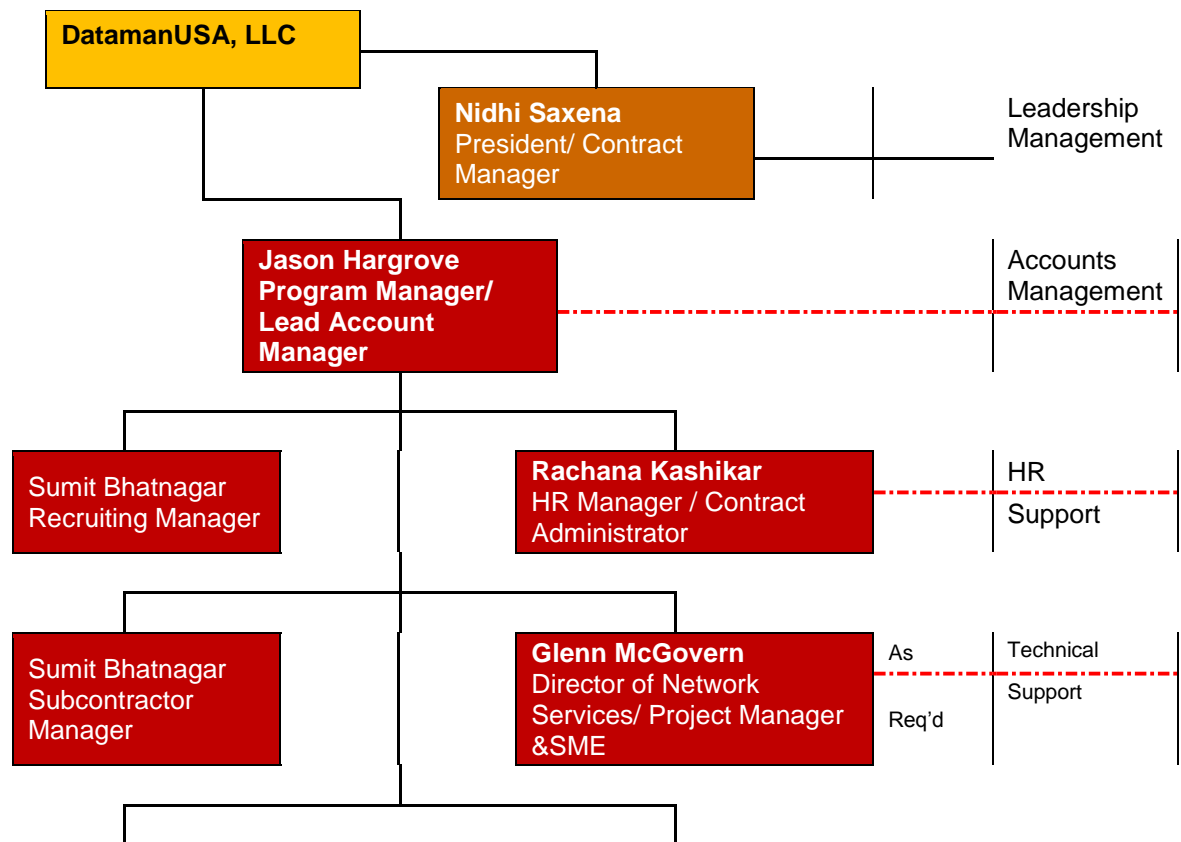 DatamanUSA, LLC
Nidhi Saxena
President/ Contract
Manager
Leadership
Management
Jason Hargrove
Program Manager/
Lead Account
Manager
Accounts
Management
Sumit Bhatnagar
Recruiting Manager
Rachana Kashikar
HR Manager / Contract
Administrator
HR
Support
Sumit Bhatnagar
Subcontractor
Manager
Glenn McGovern
Director of Network
Services/ Project Manager
&SME
As
Req’d
Technical
Support